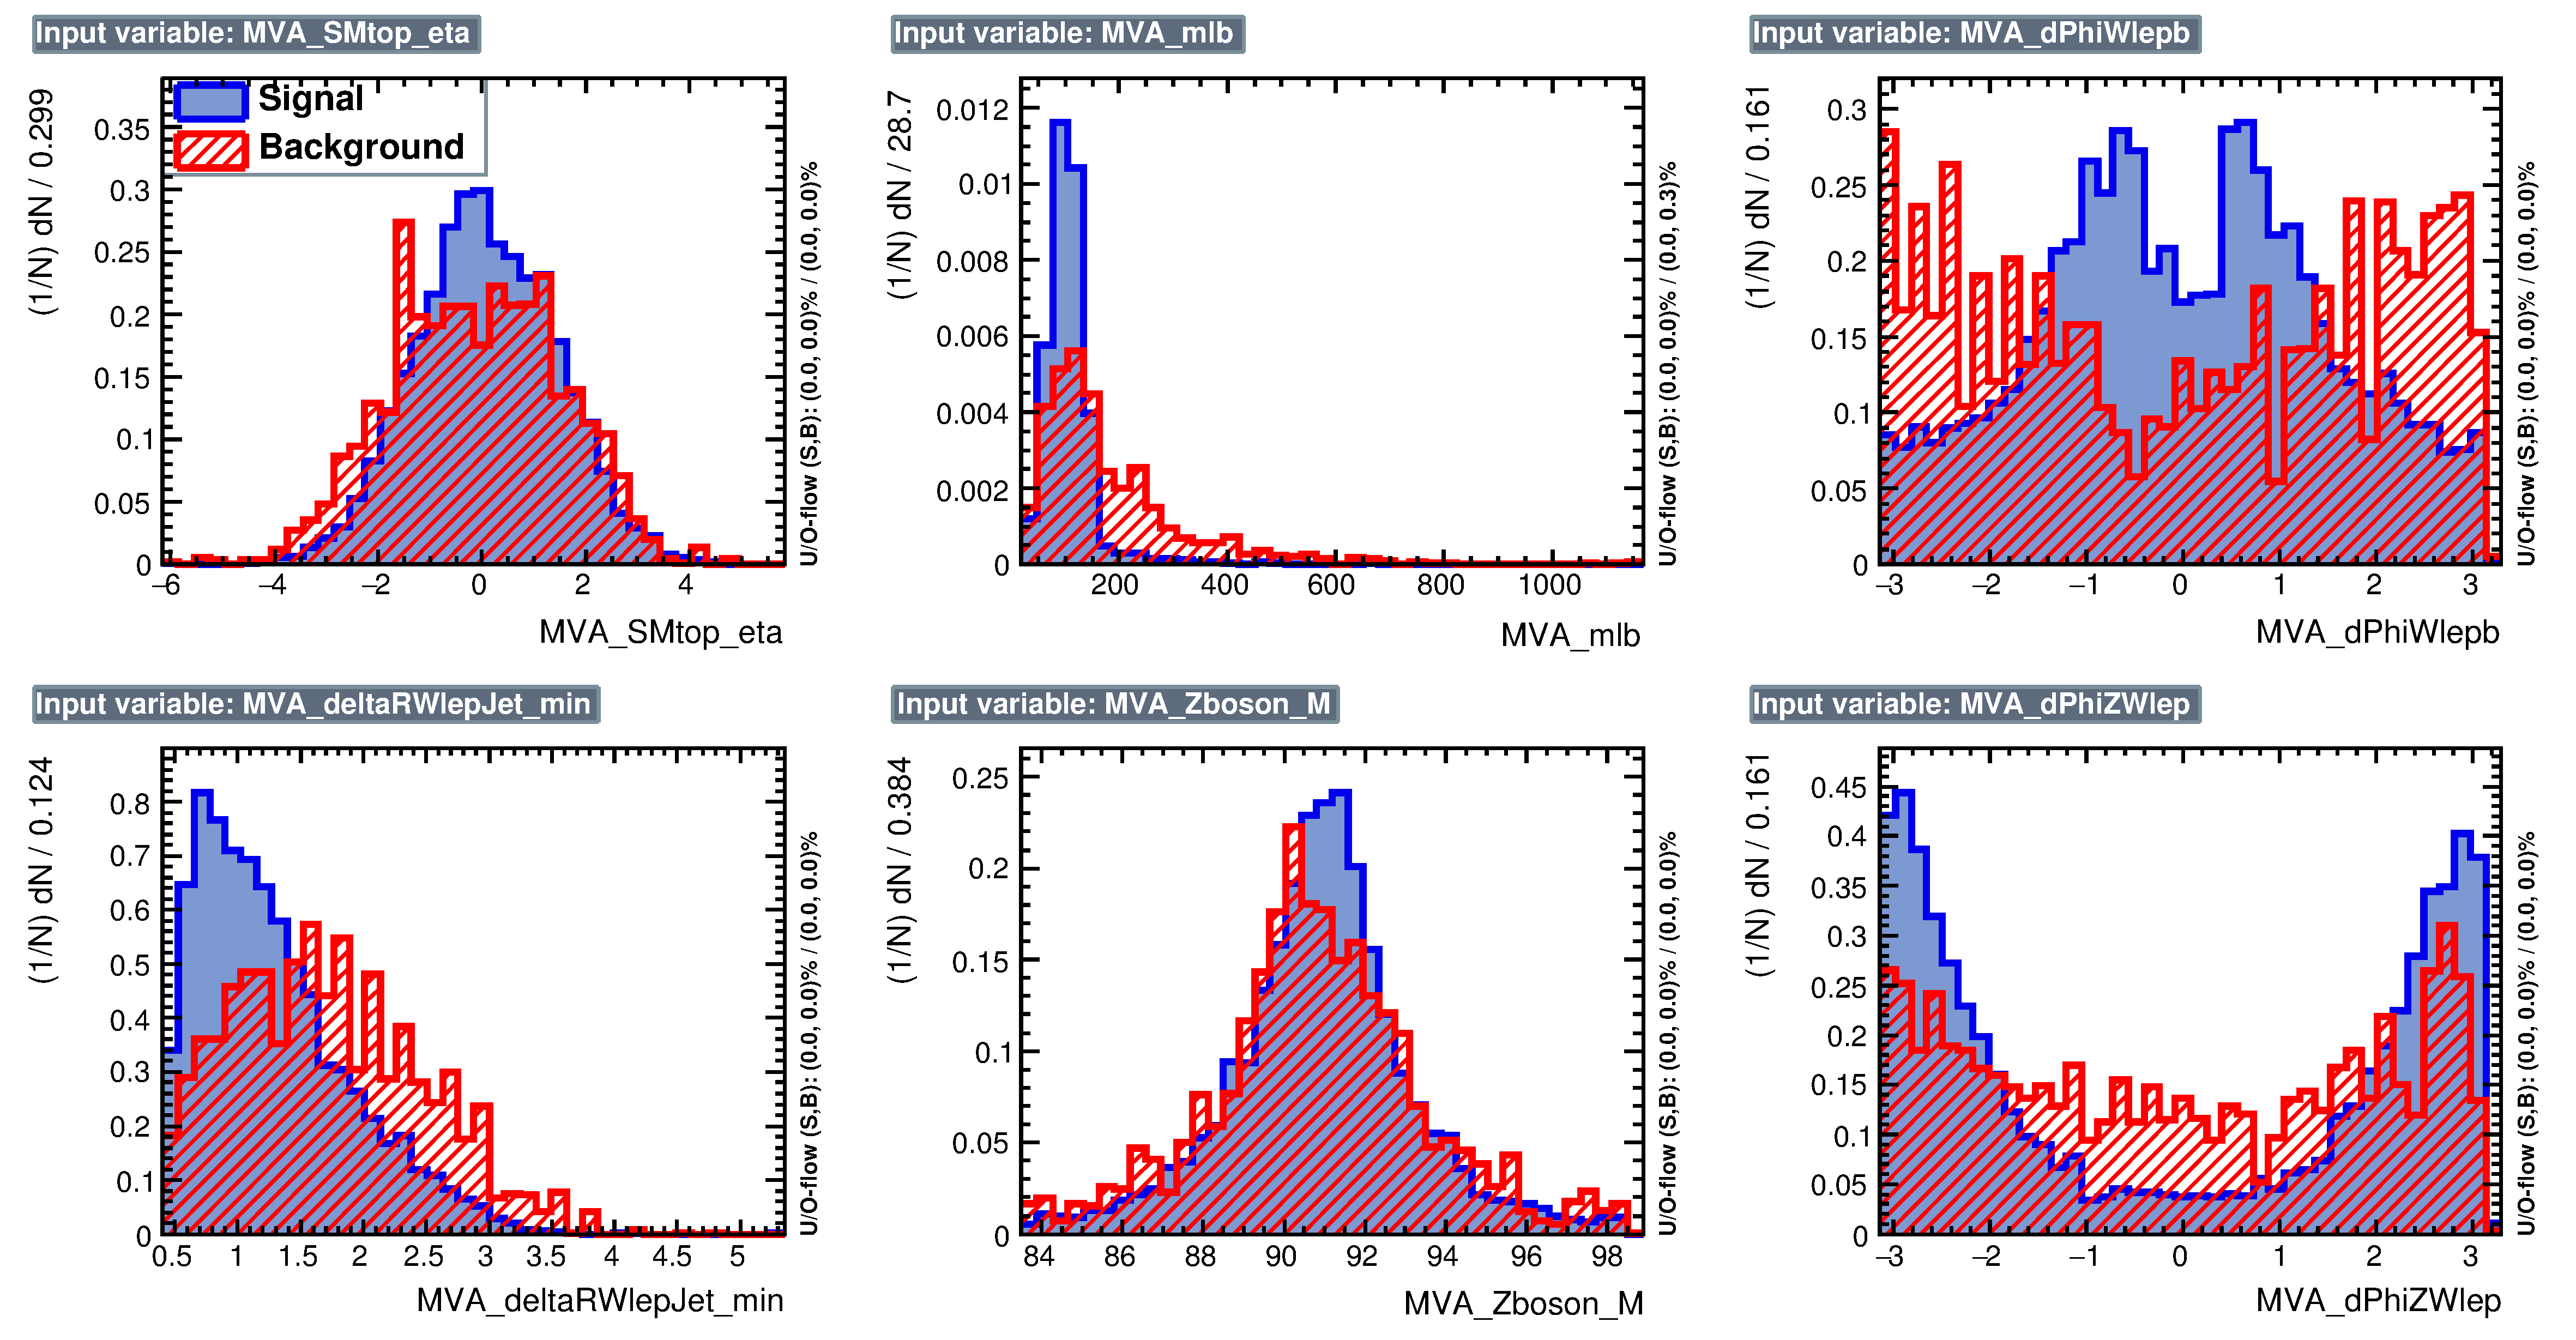 Input variable: MVA_SMtop_eta
(1/N) dN / 0.299
Signal
Background
0.35
0.3
0.25
0.2
0.15
0.1
0.05
0
−6 −4 −2 0 2 4
MVA_SMtop_eta
U/O-flow (S,B): (0.0, 0.0)% / (0.0, 0.0)%
Input variable: MVA_mlb
(1/N) dN / 28.7
0.012
0.01
0.008
0.006
0.004
0.002
0
200 400 600 800 1000
MVA_mlb
U/O-flow (S,B): (0.0, 0.0)% / (0.0, 0.3)%
Input variable: MVA_dPhiWlepb
(1/N) dN / 0.161
0.3
0.25
0.2
0.15
0.1
0.05
0
−3 −2 −1 0 1 2 3
MVA_dPhiWlepb
U/O-flow (S,B): (0.0, 0.0)% / (0.0, 0.0)%
Input variable: MVA_deltaRWlepJet_min
(1/N) dN / 0.124
0.8
0.7
0.6
0.5
0.4
0.3
0.2
0.1
0
0.5 1 1.5 2 2.5 3 3.5 4 4.5 5
MVA_deltaRWlepJet_min
U/O-flow (S,B): (0.0, 0.0)% / (0.0, 0.0)%
Input variable: MVA_Zboson_M
(1/N) dN / 0.384
0.25
0.2
0.15
0.1
0.05
0
84 86 88 90 92 94 96 98
MVA_Zboson_M
U/O-flow (S,B): (0.0, 0.0)% / (0.0, 0.0)%
Input variable: MVA_dPhiZWlep
(1/N) dN / 0.161
0.45
0.4
0.35
0.3
0.25
0.2
0.15
0.1
0.05
0
−3 −2 −1 0 1 2 3
MVA_dPhiZWlep
U/O-flow (S,B): (0.0, 0.0)% / (0.0, 0.0)%